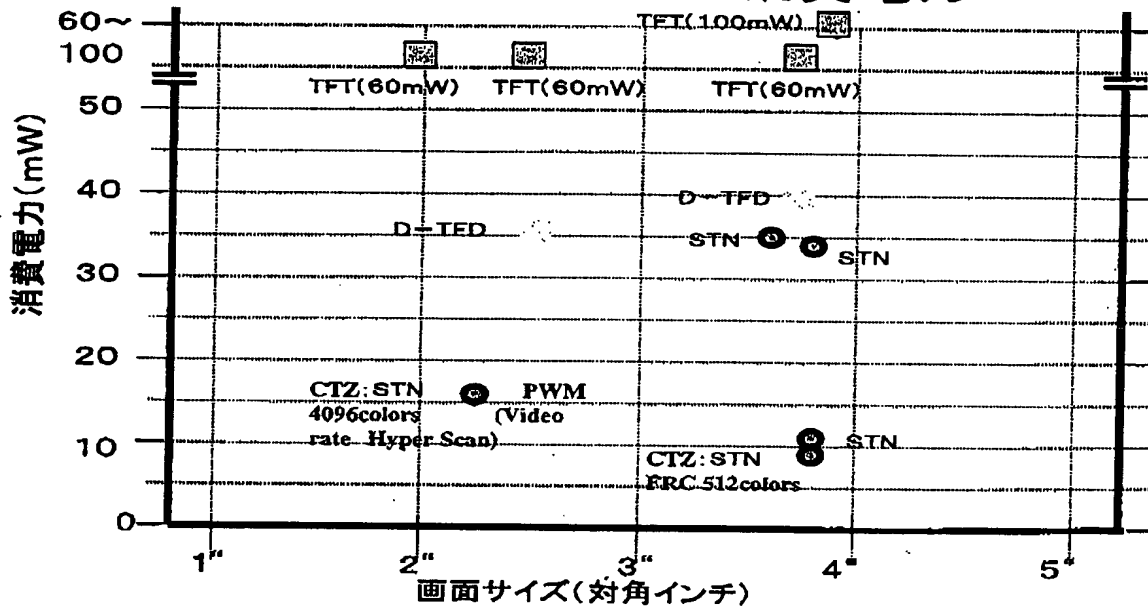 TFT(100mW)
60～
100
TFT(60mW) TFT(60mW) TFT(60mW)
50
40
D-TFD
D-TFD
STN
STN
30
20
CTZ:STN PWM
4096colors (Video
rate Hyper Scan)
10
STN
CTZ:STN
FRC 512colors
0
1" 2" 3" 4" 5"
画面サイズ(対角インチ)
消費電力(mW)